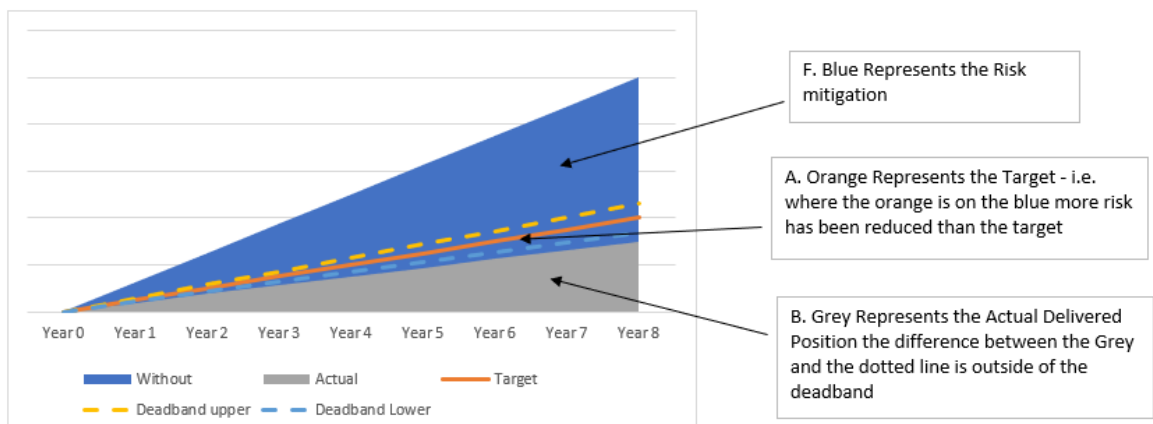 F. Blue Represents the Risk
mitigation
A. Orange Represents the Target - i.e.
where the orange is on the blue more risk
has been reduced than the target
B. Grey Represents the Actual Delivered
Position the difference between the Grey
and the dotted line is outside of the
deadband
Year 0 Year 1 Year 2 Year 3 Year 4 Year 5 Year 6 Year 7 Year 8
Without Actual Target
Deadband upper Deadband Lower